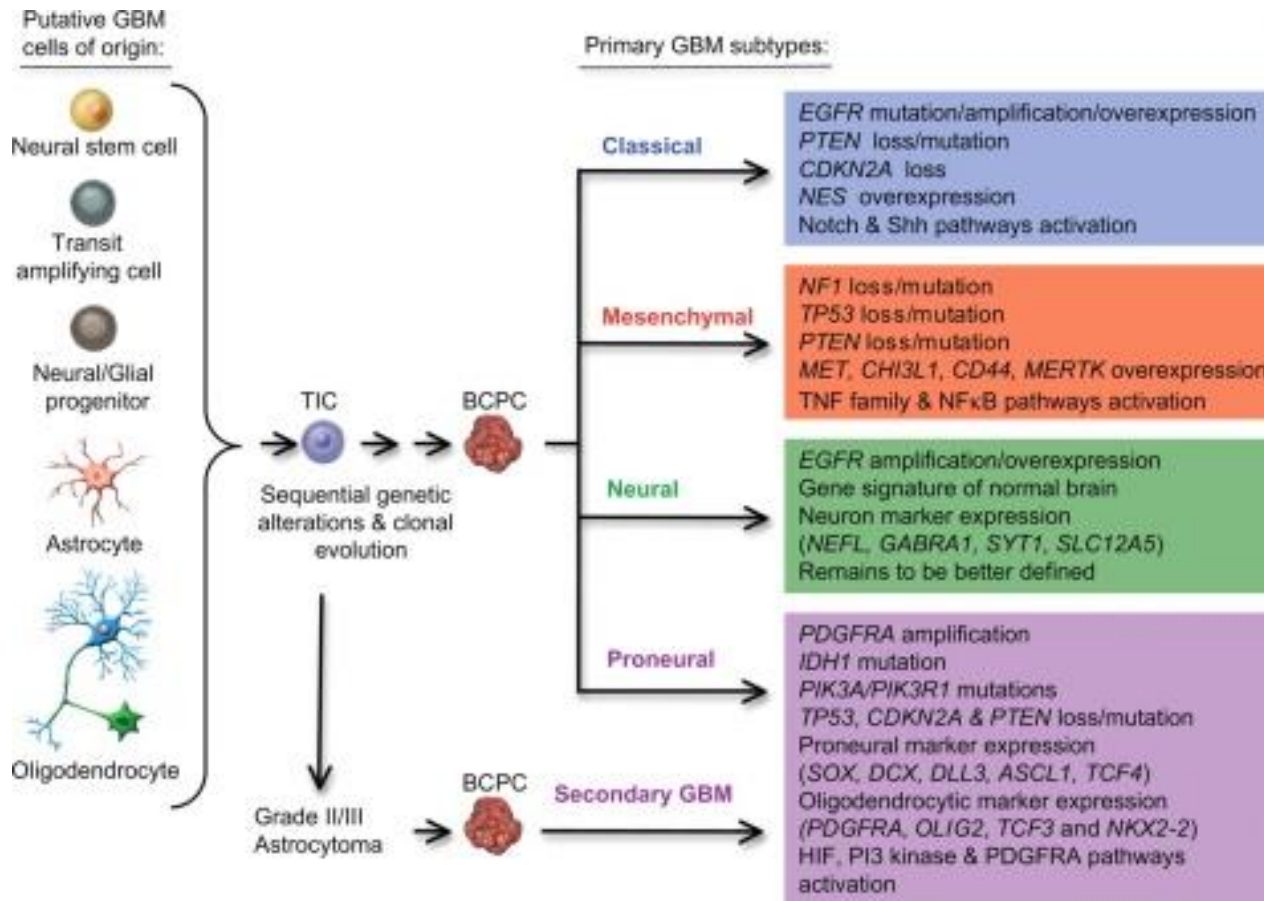 Putative GBM
cells of origin:
Neural stem cell
Transit
amplifying cell
Neural/Glial
progenitor
Astrocyte
Oligodendrocyte
TIC
BCPC
Sequential genetic
alterations & clonal
evolution
Grade II/III
Astrocytoma
BCPC
Secondary GBM
Primary GBM subtypes:
Classical
EGFR mutation/amplification/overexpression
PTEN loss/mutation
CDKN2A loss
NES overexpression
Notch & Shh pathways activation
Mesenchymal
NF1 loss/mutation
TP53 loss/mutation
PTEN loss/mutation
MET, CHI3L1, CD44, MERTK overexpression
TNF family & NFκB pathways activation
Neural
EGFR amplification/overexpression
Gene signature of normal brain
Neuron marker expression
(NEFL, GABRA1, SYT1, SLC12A5)
Remains to be better defined
Proneural
PDGFRA amplification
IDH1 mutation
PIK3A/PIK3R1 mutations
TP53, CDKN2A & PTEN loss/mutation
Proneural marker expression
(SOX, DCX, DLL3, ASCL1, TCF4)
Oligodendrocytic marker expression
(PDGFRA, OLIG2, TCF3 and NKX2-2)
HIF, PI3 kinase & PDGFRA pathways
activation